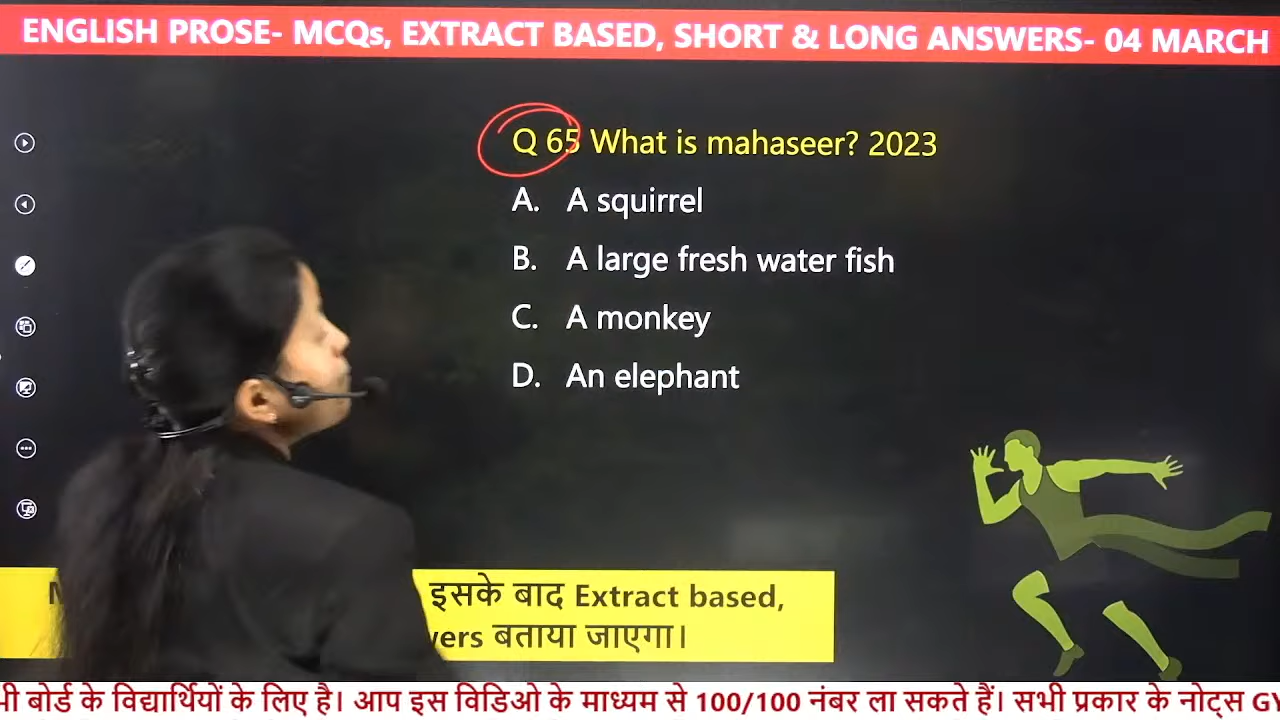 ENGLISH PROSE- MCQs, EXTRACT BASED, SHORT & LONG ANSWERS- 04 MARCH
Q 65 What is mahaseer? 2023
A. A squirrel
B. A large fresh water fish
C. A monkey
D. An elephant
इसके बाद Extract based,
बताया जाएगा।
बोर्ड के विद्यार्थियों के लिए है। आप इस विडिओ के माध्यम से 100/100 नंबर ला सकते हैं। सभी प्रकार के नोट्स